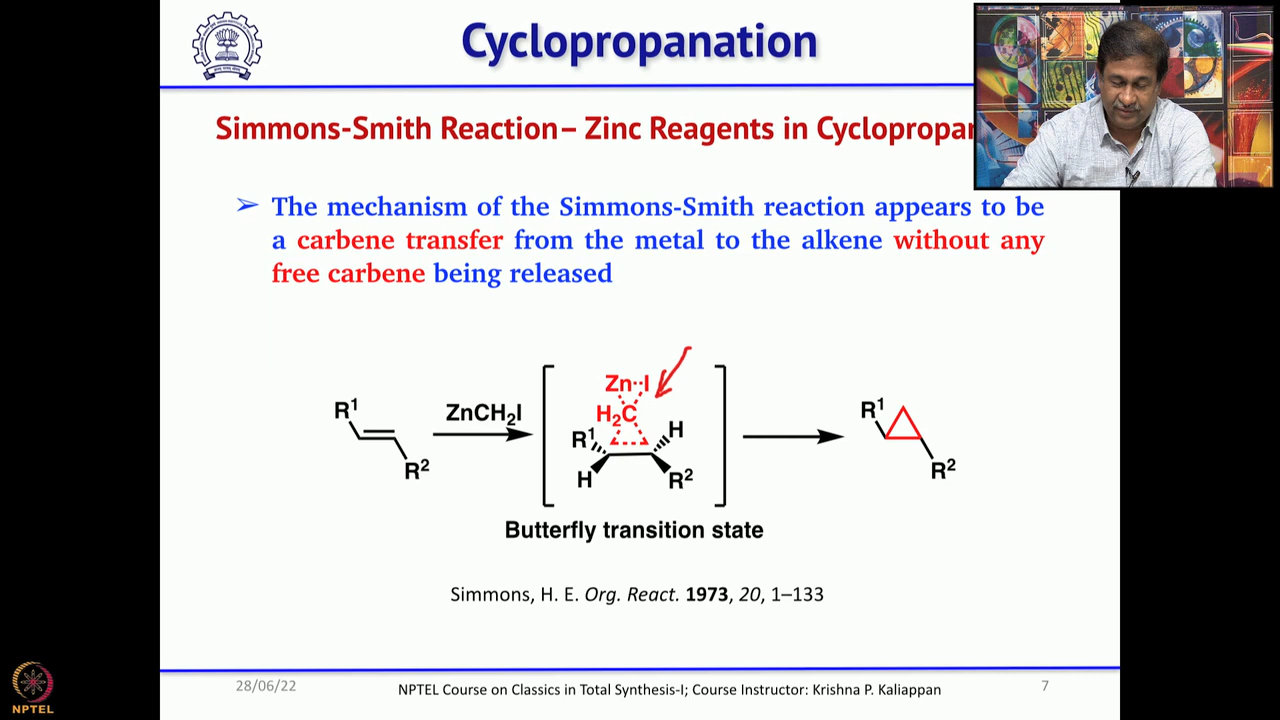 Cyclopropanation
Simmons-Smith Reaction– Zinc Reagents in Cyclopropan
➢ The mechanism of the Simmons-Smith reaction appears to be
a carbene transfer from the metal to the alkene without any
free carbene being released
R¹
R²
ZnCH₂I
Zn··I
H₂C
R¹
H
H
R²
R¹
R²
Butterfly transition state
Simmons, H. E. Org. React. 1973, 20, 1–133
28/06/22
NPTEL Course on Classics in Total Synthesis-I; Course Instructor: Krishna P. Kaliappan
7
NPTEL